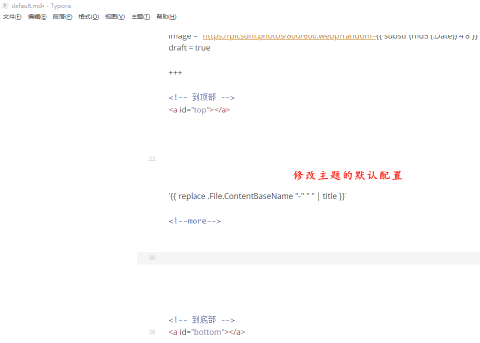 default.md• - Typora
文件(F) 编辑(E) 段落(P) 格式(O) 视图(V) 主题(T) 帮助(H)
image = "https://picsum.photos/800/600.webp?random={{ substr (md5 (.Date)) 4 8 }}
draft = true
+++
<!-- 到顶部 -->
<a id="top"></a>
22
修改主题的默认配置
'{{ replace .File.ContentBaseName "-" " " | title }}'
<!--more-->
30
<!-- 到底部 -->
36 <a id="bottom"></a>